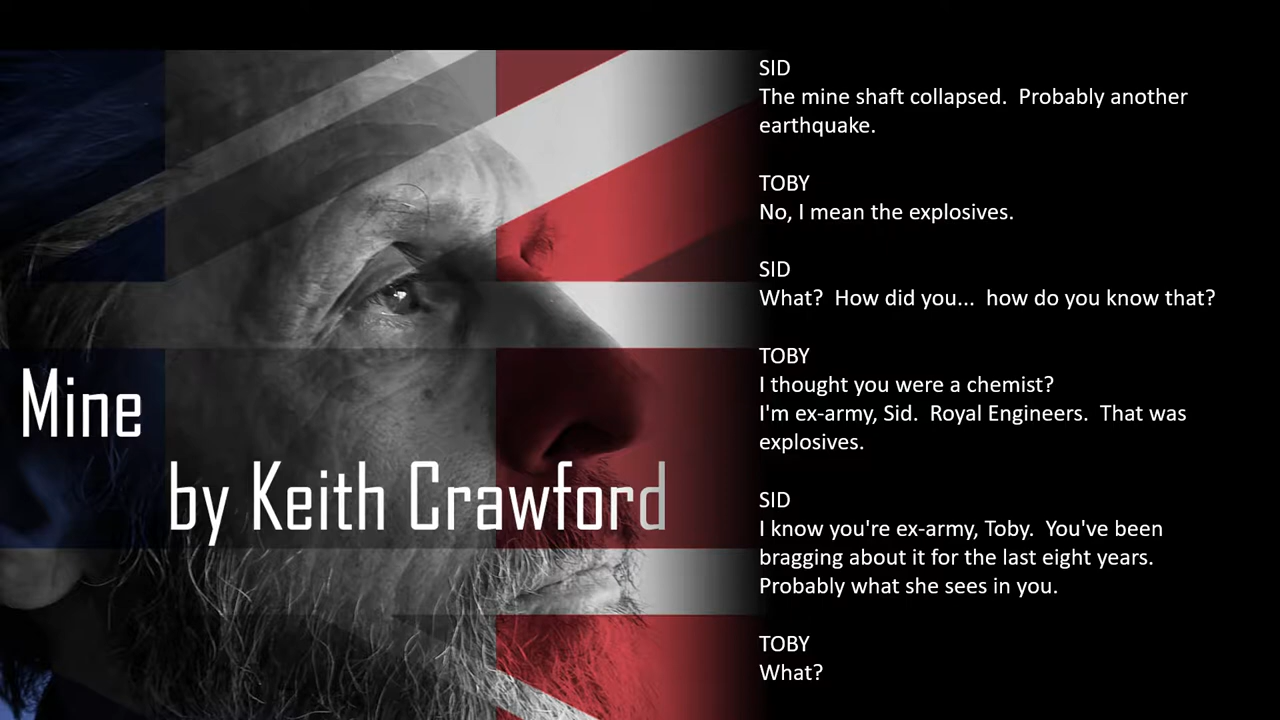 Mine
by Keith Crawford
SID
The mine shaft collapsed.  Probably another
earthquake.
TOBY
No, I mean the explosives.
SID
What?  How did you...  how do you know that?
TOBY
I thought you were a chemist?
I'm ex-army, Sid.  Royal Engineers.  That was
explosives.
SID
I know you're ex-army, Toby.  You've been
bragging about it for the last eight years.
Probably what she sees in you.
TOBY
What?